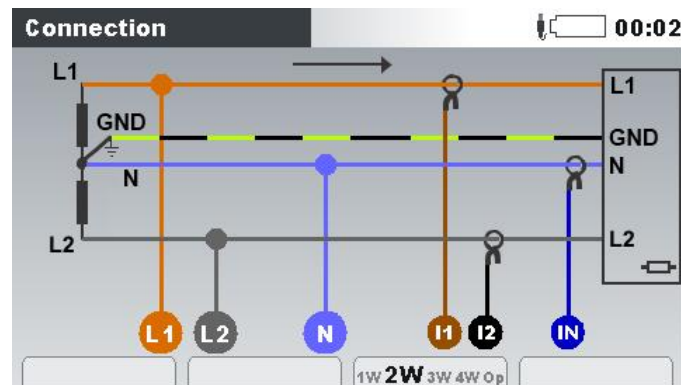 Connection 00:02
L1 L1
GND GND
N N
L2 L2
L1 L2 N I1 I2 IN
1W 2W 3W 4W Op